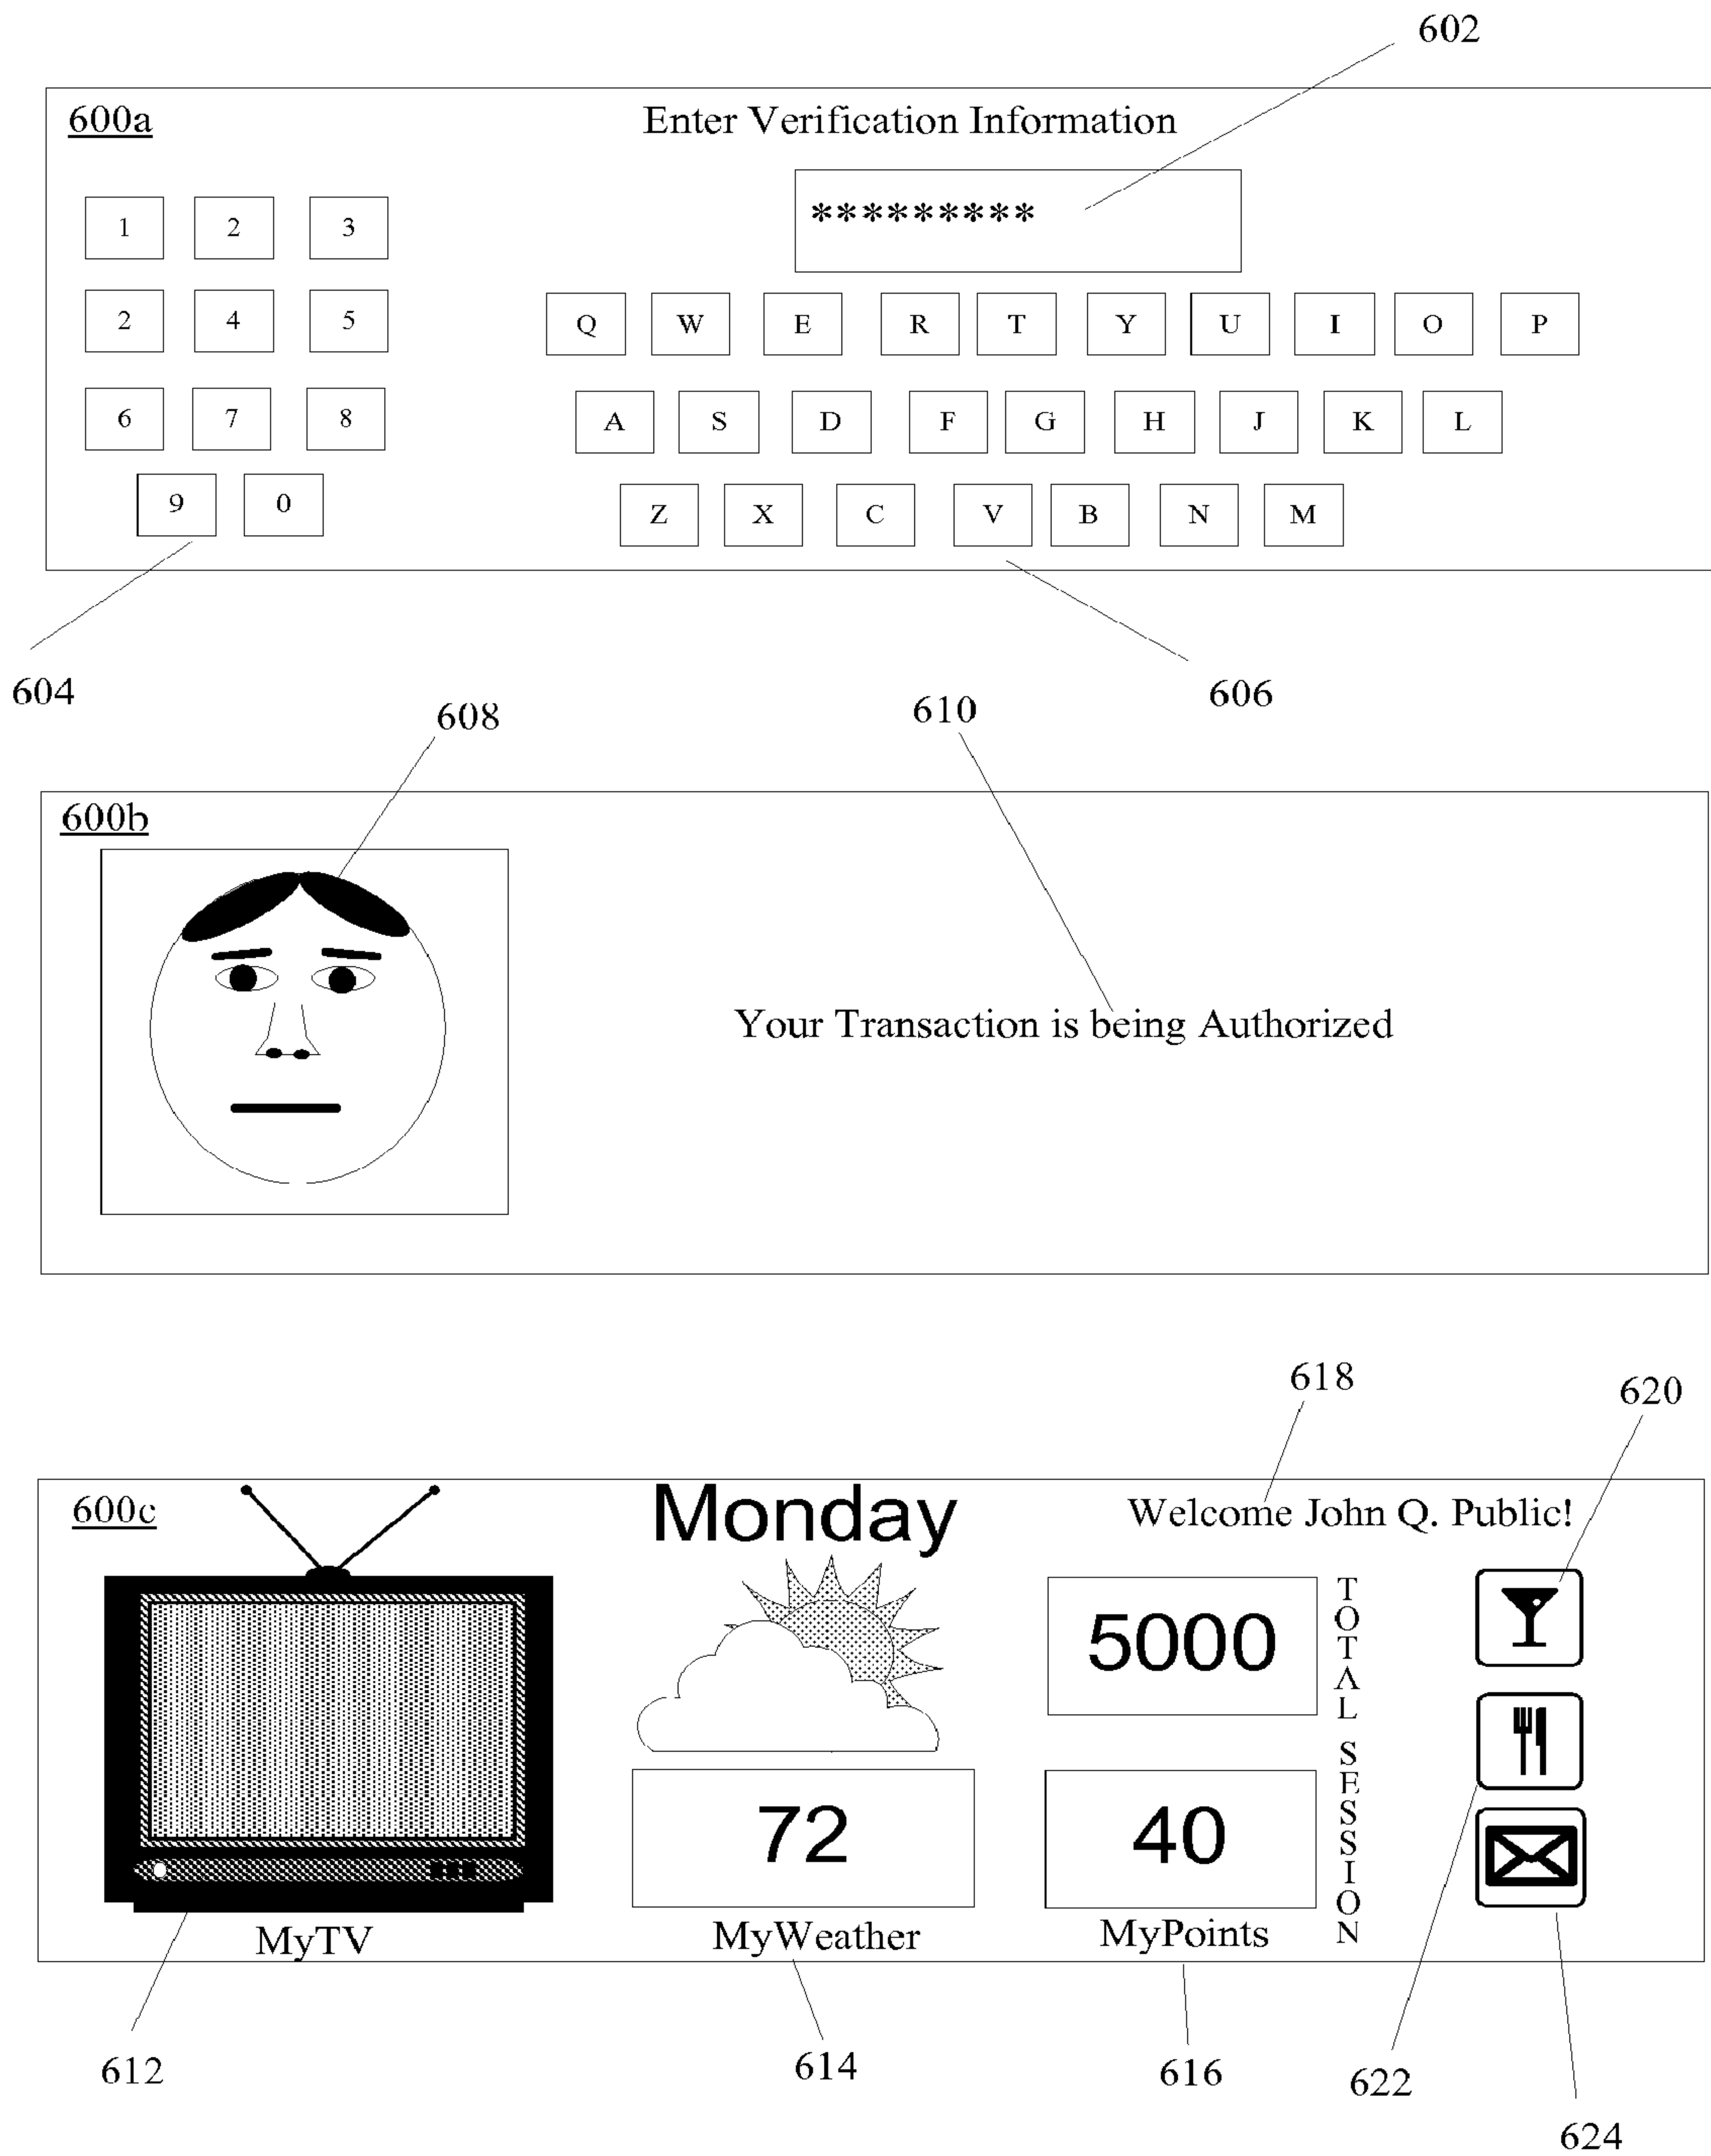 602
600a
Enter Verification Information
*********
1 2 3
2 4 5
6 7 8
9 0
Q W E R T Y U I O P
A S D F G H J K L
Z X C V B N M
604
606
608
610
600b
Your Transaction is being Authorized
618
620
600c
Monday
Welcome John Q. Public!
5000
TOTAL SESSION
72
40
MyTV
MyWeather
MyPoints
612
614
616
622
624